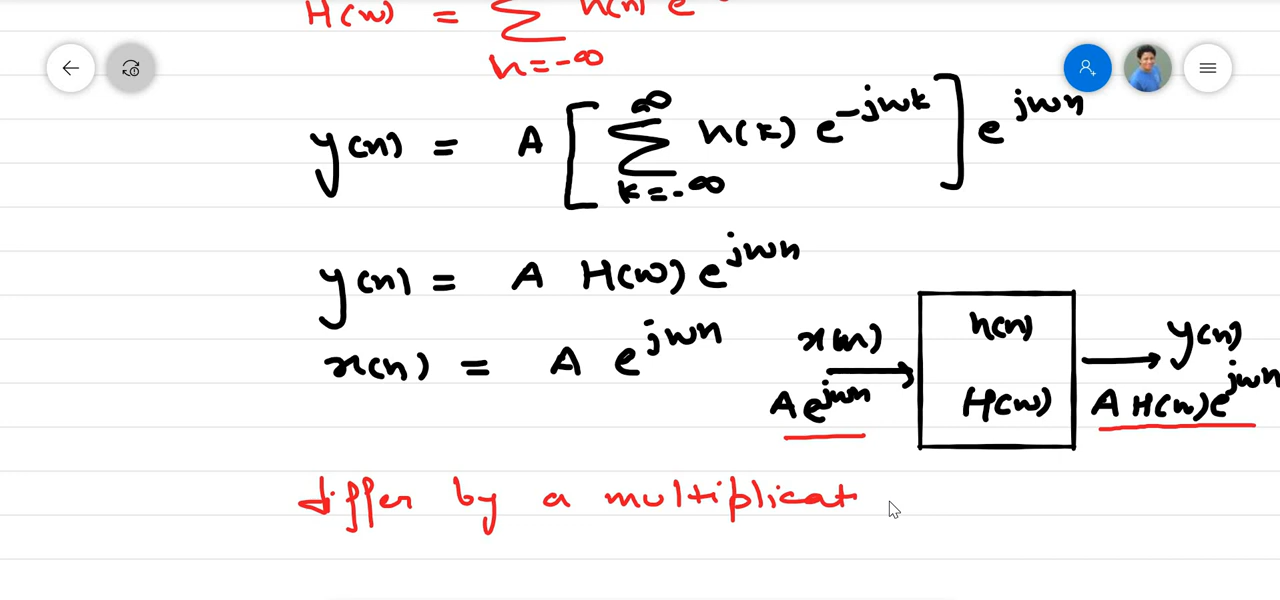 H(w) = ∑ h(n) e
n=-∞
y(n) = A [ ∞ ∑ k=-∞ h(k) e^{-jwk} ] e^{jwn}
y(n) = A H(w) e^{jwn}
x(n) = A e^{jwn}
x(n)
A e^{jwn}
h(n)
H(w)
y(n)
A H(w) e^{jwn}
differ by a multiplicat